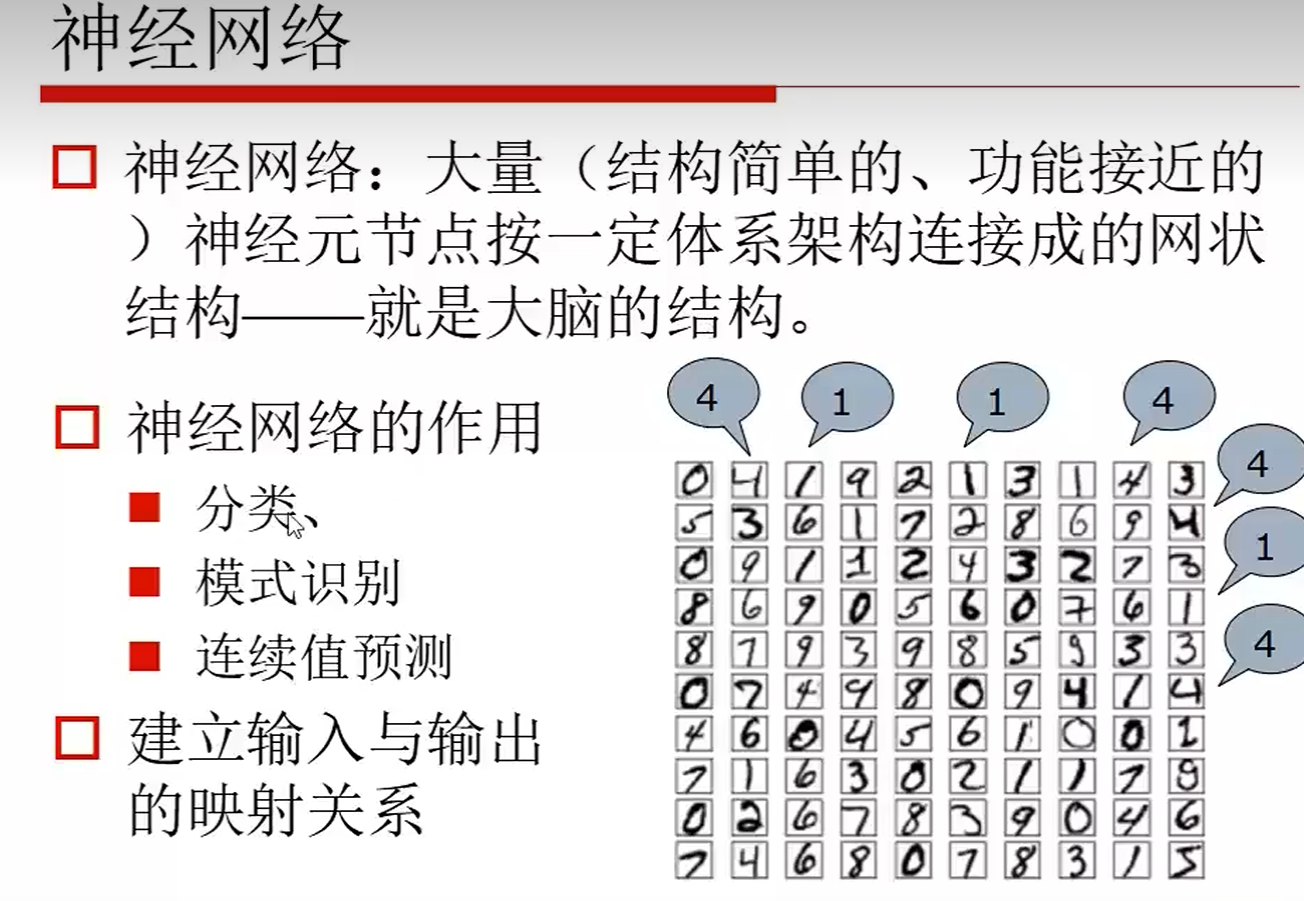 神经网络
神经网络：大量（结构简单的、功能接近的
）神经元节点按一定体系架构连接成的网状
结构——就是大脑的结构。
神经网络的作用
分类、
模式识别
连续值预测
建立输入与输出
的映射关系
4 1 1 4
4
1
4
0 4 1 9 2 1 3 1 4 3
5 3 6 1 7 2 8 6 9 4
0 9 1 1 2 4 3 2 7 3
8 6 9 0 5 6 0 7 6 1
8 7 9 3 9 8 5 9 3 3
0 7 4 9 8 0 9 4 1 4
4 6 0 4 5 6 1 0 0 1
7 1 6 3 0 2 1 1 7 9
0 2 6 7 8 3 9 0 4 6
7 4 6 8 0 7 8 3 1 5